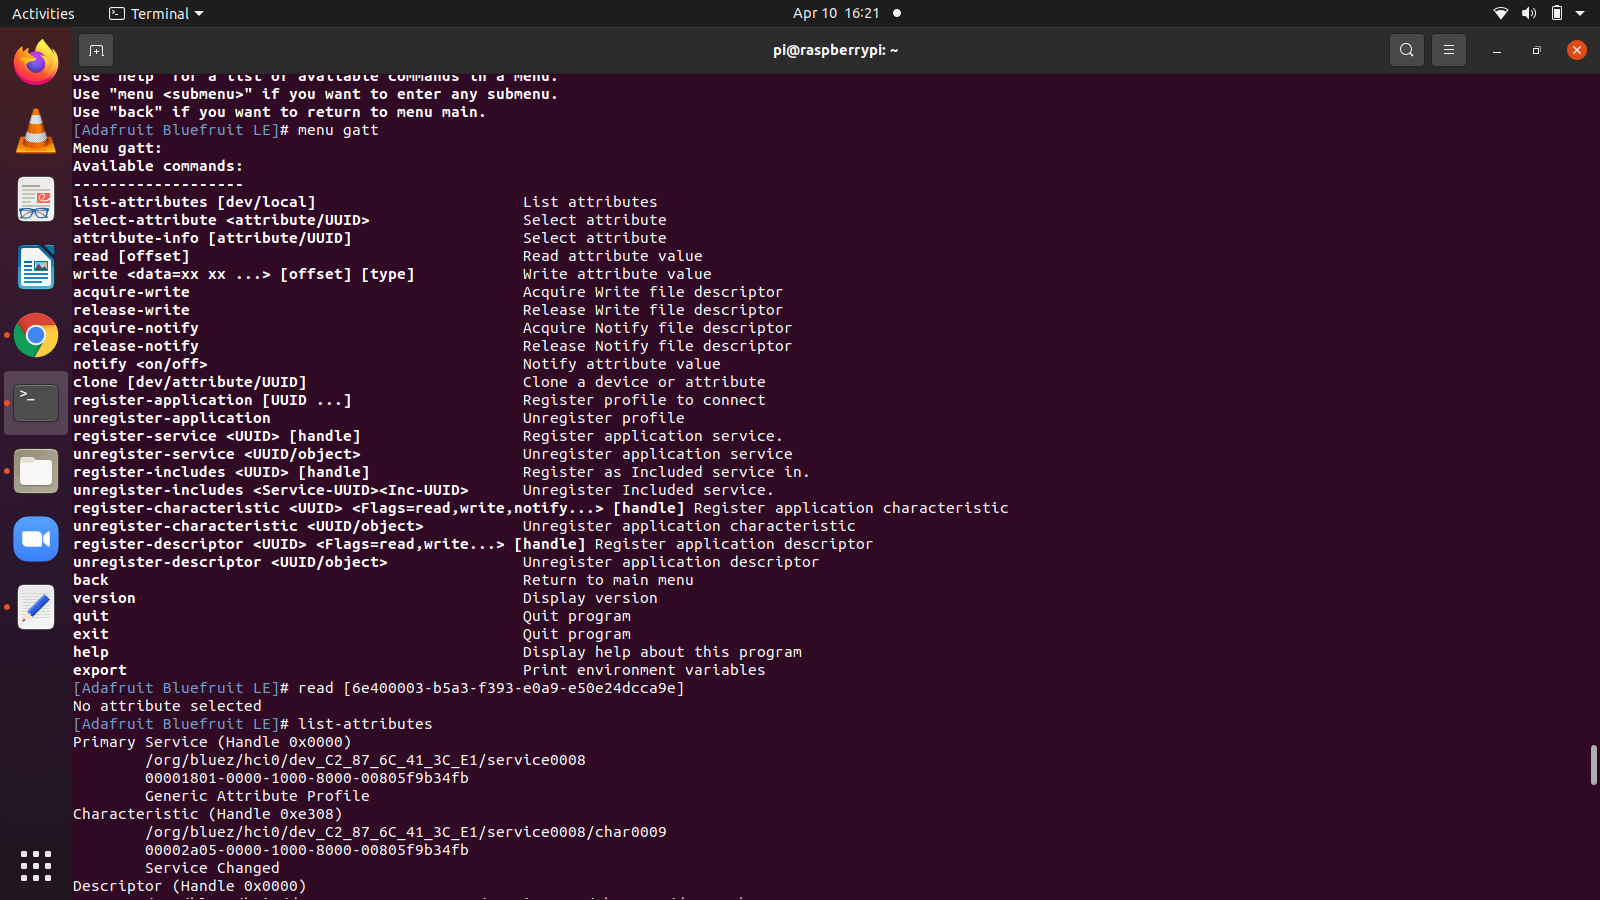 Activities
Terminal
Apr 10 16:21
pi@raspberrypi: ~
Use "help" for a list of available commands in a menu.
Use "menu <submenu>" if you want to enter any submenu.
Use "back" if you want to return to menu main.
[Adafruit Bluefruit LE]# menu gatt
Menu gatt:
Available commands:
-------------------
list-attributes [dev/local] List attributes
select-attribute <attribute/UUID> Select attribute
attribute-info [attribute/UUID] Select attribute
read [offset] Read attribute value
write <data=xx xx ...> [offset] [type] Write attribute value
acquire-write Acquire Write file descriptor
release-write Release Write file descriptor
acquire-notify Acquire Notify file descriptor
release-notify Release Notify file descriptor
notify <on/off> Notify attribute value
clone [dev/attribute/UUID] Clone a device or attribute
register-application [UUID ...] Register profile to connect
unregister-application Unregister profile
register-service <UUID> [handle] Register application service.
unregister-service <UUID/object> Unregister application service
register-includes <UUID> [handle] Register as Included service in.
unregister-includes <Service-UUID><Inc-UUID> Unregister Included service.
register-characteristic <UUID> <Flags=read,write,notify...> [handle] Register application characteristic
unregister-characteristic <UUID/object> Unregister application characteristic
register-descriptor <UUID> <Flags=read,write...> [handle] Register application descriptor
unregister-descriptor <UUID/object> Unregister application descriptor
back Return to main menu
version Display version
quit Quit program
exit Quit program
help Display help about this program
export Print environment variables
[Adafruit Bluefruit LE]# read [6e400003-b5a3-f393-e0a9-e50e24dcca9e]
No attribute selected
[Adafruit Bluefruit LE]# list-attributes
Primary Service (Handle 0x0000)
/org/bluez/hci0/dev_C2_87_6C_41_3C_E1/service0008
00001801-0000-1000-8000-00805f9b34fb
Generic Attribute Profile
Characteristic (Handle 0xe308)
/org/bluez/hci0/dev_C2_87_6C_41_3C_E1/service0008/char0009
00002a05-0000-1000-8000-00805f9b34fb
Service Changed
Descriptor (Handle 0x0000)